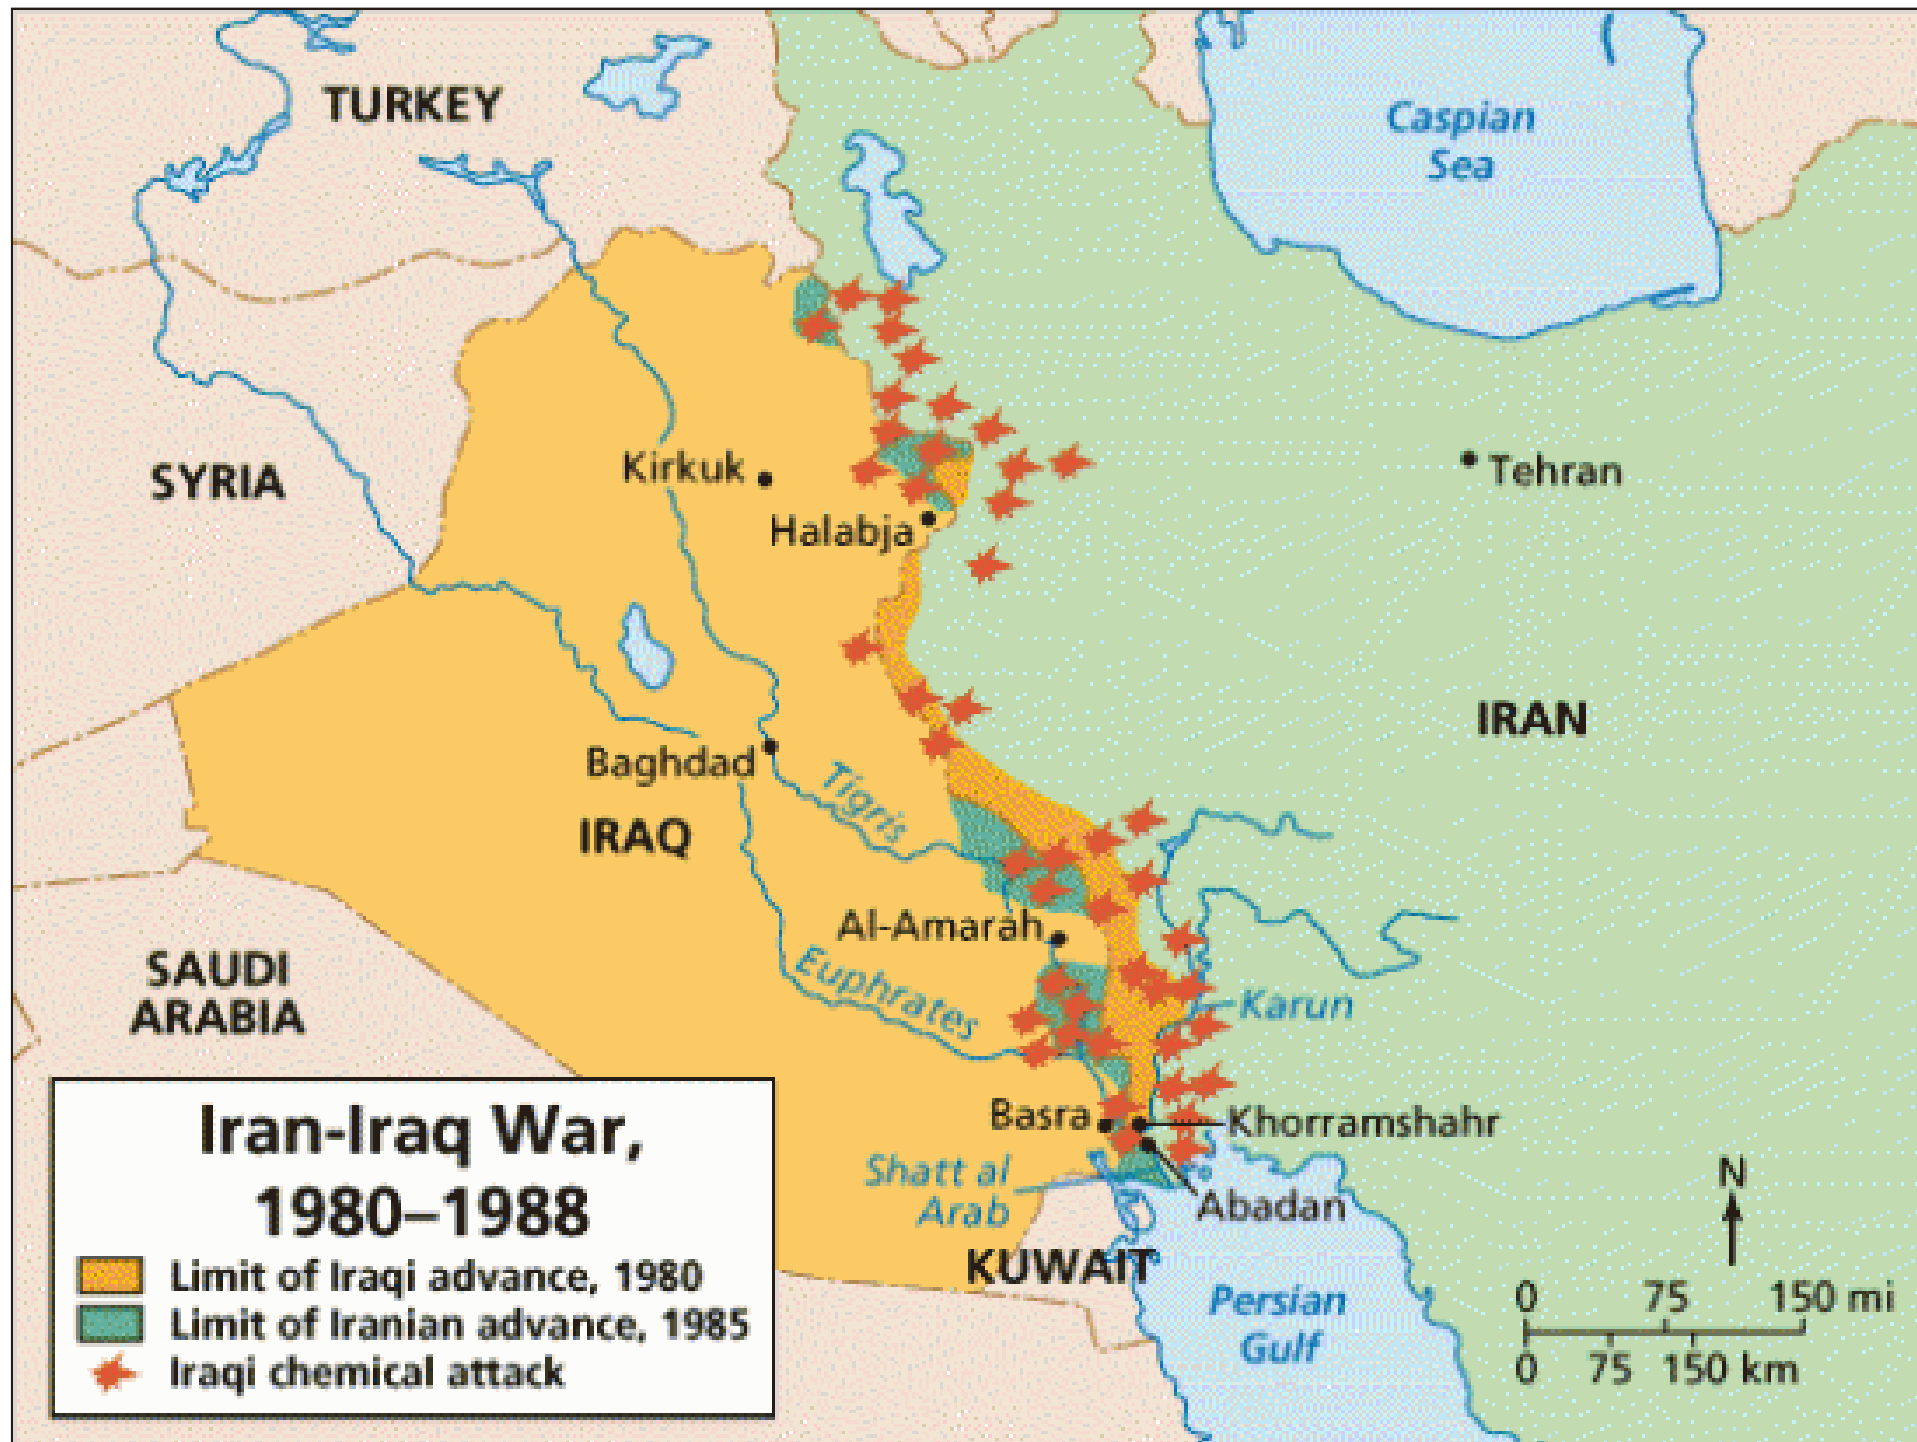 TURKEY
Caspian
Sea
SYRIA
Kirkuk
Halabja
Tehran
IRAN
Baghdad
Tigris
IRAQ
Al-Amarah
Euphrates
SAUDI
ARABIA
Karun
Basra
Khorramshahr
Shatt al
Arab
Abadan
KUWAIT
Persian
Gulf
N
0 75 150 mi
0 75 150 km
Iran-Iraq War,
1980–1988
Limit of Iraqi advance, 1980
Limit of Iranian advance, 1985
Iraqi chemical attack